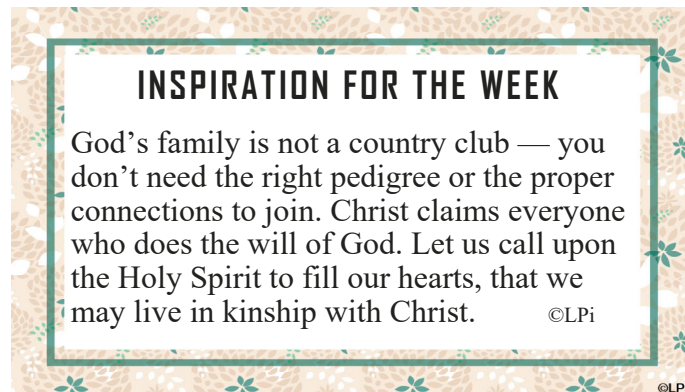 INSPIRATION FOR THE WEEK
God’s family is not a country club — you
don’t need the right pedigree or the proper
connections to join. Christ claims everyone
who does the will of God. Let us call upon
the Holy Spirit to fill our hearts, that we
may live in kinship with Christ. ©LPi
©LP